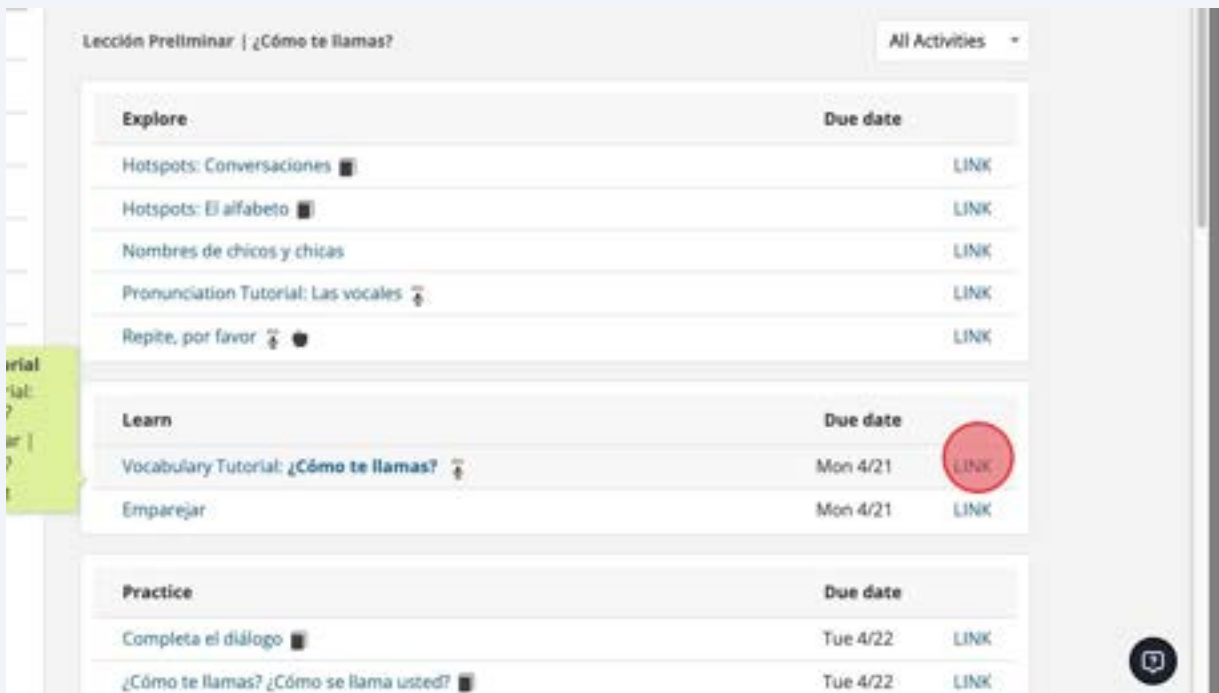 Lección Preliminar | ¿Cómo te llamas?
All Activities
Explore Due date
Hotspots: Conversaciones LINK
Hotspots: El alfabeto LINK
Nombres de chicos y chicas LINK
Pronunciation Tutorial: Las vocales LINK
Repite, por favor LINK
orial
rial:
?
ar |
?
Learn Due date
Vocabulary Tutorial: ¿Cómo te llamas? Mon 4/21 LINK
Emparejar Mon 4/21 LINK
Practice Due date
Completa el diálogo Tue 4/22 LINK
¿Cómo te llamas? ¿Cómo se llama usted? Tue 4/22 LINK